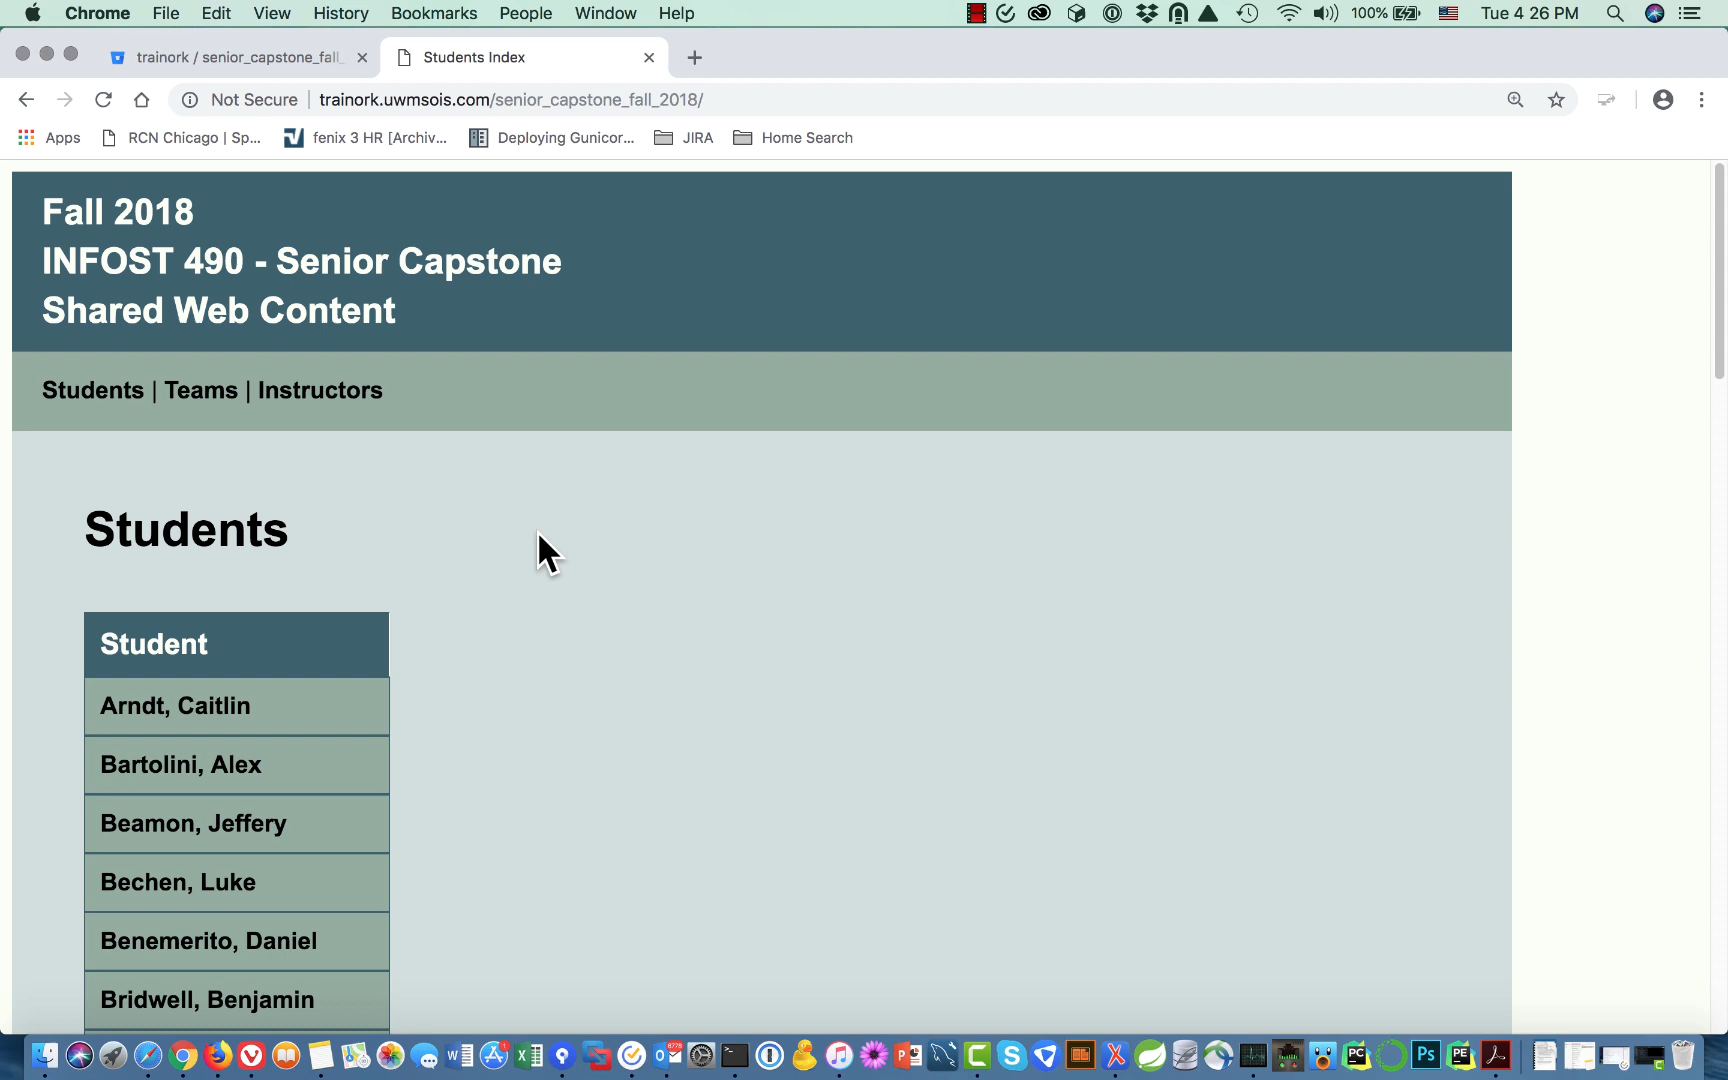 Chrome File Edit View History Bookmarks People Window Help 100% Tue 4 26 PM
trainork / senior_capstone_fall_ Students Index
Not Secure trainork.uwmsois.com/senior_capstone_fall_2018/
Apps RCN Chicago | Sp... fenix 3 HR [Archiv... Deploying Gunicor... JIRA Home Search
Fall 2018
INFOST 490 - Senior Capstone
Shared Web Content
Students | Teams | Instructors
Students
Student
Arndt, Caitlin
Bartolini, Alex
Beamon, Jeffery
Bechen, Luke
Benemerito, Daniel
Bridwell, Benjamin